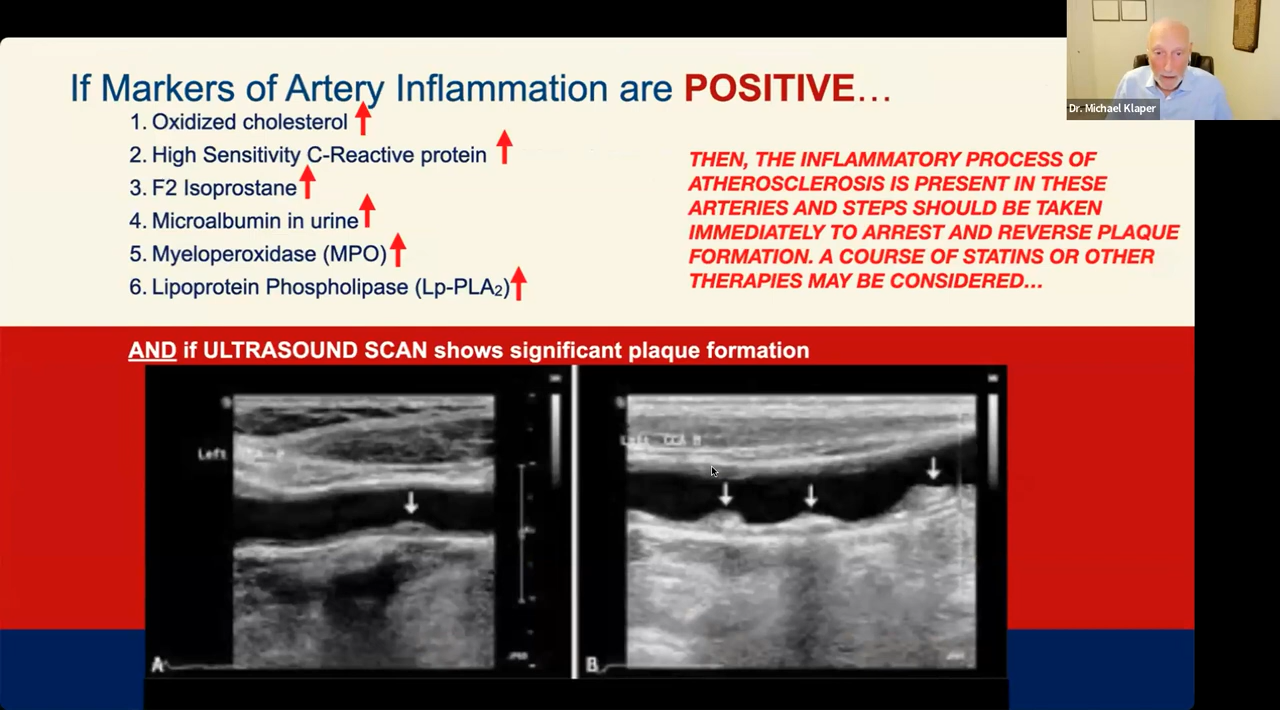 If Markers of Artery Inflammation are POSITIVE…
1. Oxidized cholesterol
2. High Sensitivity C-Reactive protein
3. F2 Isoprostane
4. Microalbumin in urine
5. Myeloperoxidase (MPO)
6. Lipoprotein Phospholipase (Lp-PLA₂)
THEN, THE INFLAMMATORY PROCESS OF
ATHEROSCLEROSIS IS PRESENT IN THESE
ARTERIES AND STEPS SHOULD BE TAKEN
IMMEDIATELY TO ARREST AND REVERSE PLAQUE
FORMATION. A COURSE OF STATINS OR OTHER
THERAPIES MAY BE CONSIDERED…
Dr. Michael Klaper
AND if ULTRASOUND SCAN shows significant plaque formation
Left
A
B